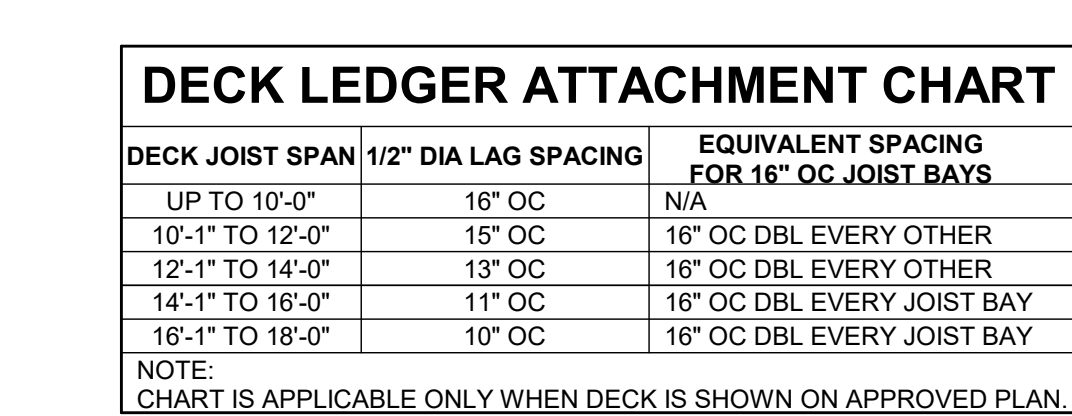 DECK LEDGER ATTACHMENT CHART
DECK JOIST SPAN 1/2" DIA LAG SPACING EQUIVALENT SPACING
FOR 16" OC JOIST BAYS
UP TO 10'-0" 16" OC N/A
10'-1" TO 12'-0" 15" OC 16" OC DBL EVERY OTHER
12'-1" TO 14'-0" 13" OC 16" OC DBL EVERY OTHER
14'-1" TO 16'-0" 11" OC 16" OC DBL EVERY JOIST BAY
16'-1" TO 18'-0" 10" OC 16" OC DBL EVERY JOIST BAY
NOTE:
CHART IS APPLICABLE ONLY WHEN DECK IS SHOWN ON APPROVED PLAN.